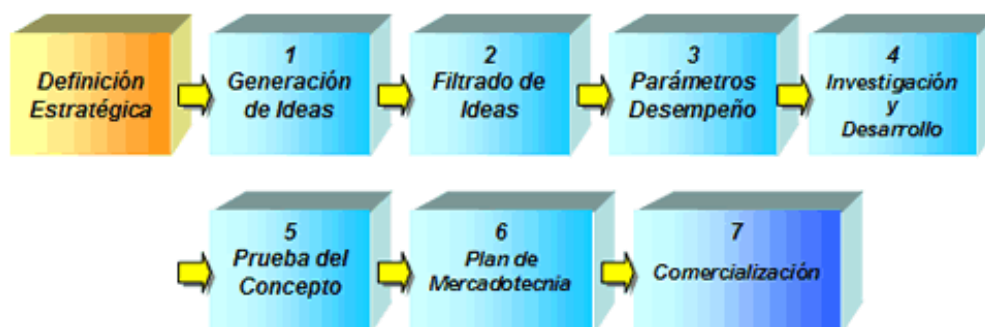 Definición
Estratégica
1
Generación
de Ideas
2
Filtrado de
Ideas
3
Parámetros
Desempeño
4
Investigación
y
Desarrollo
5
Prueba del
Concepto
6
Plan de
Mercadotecnia
7
Comercialización